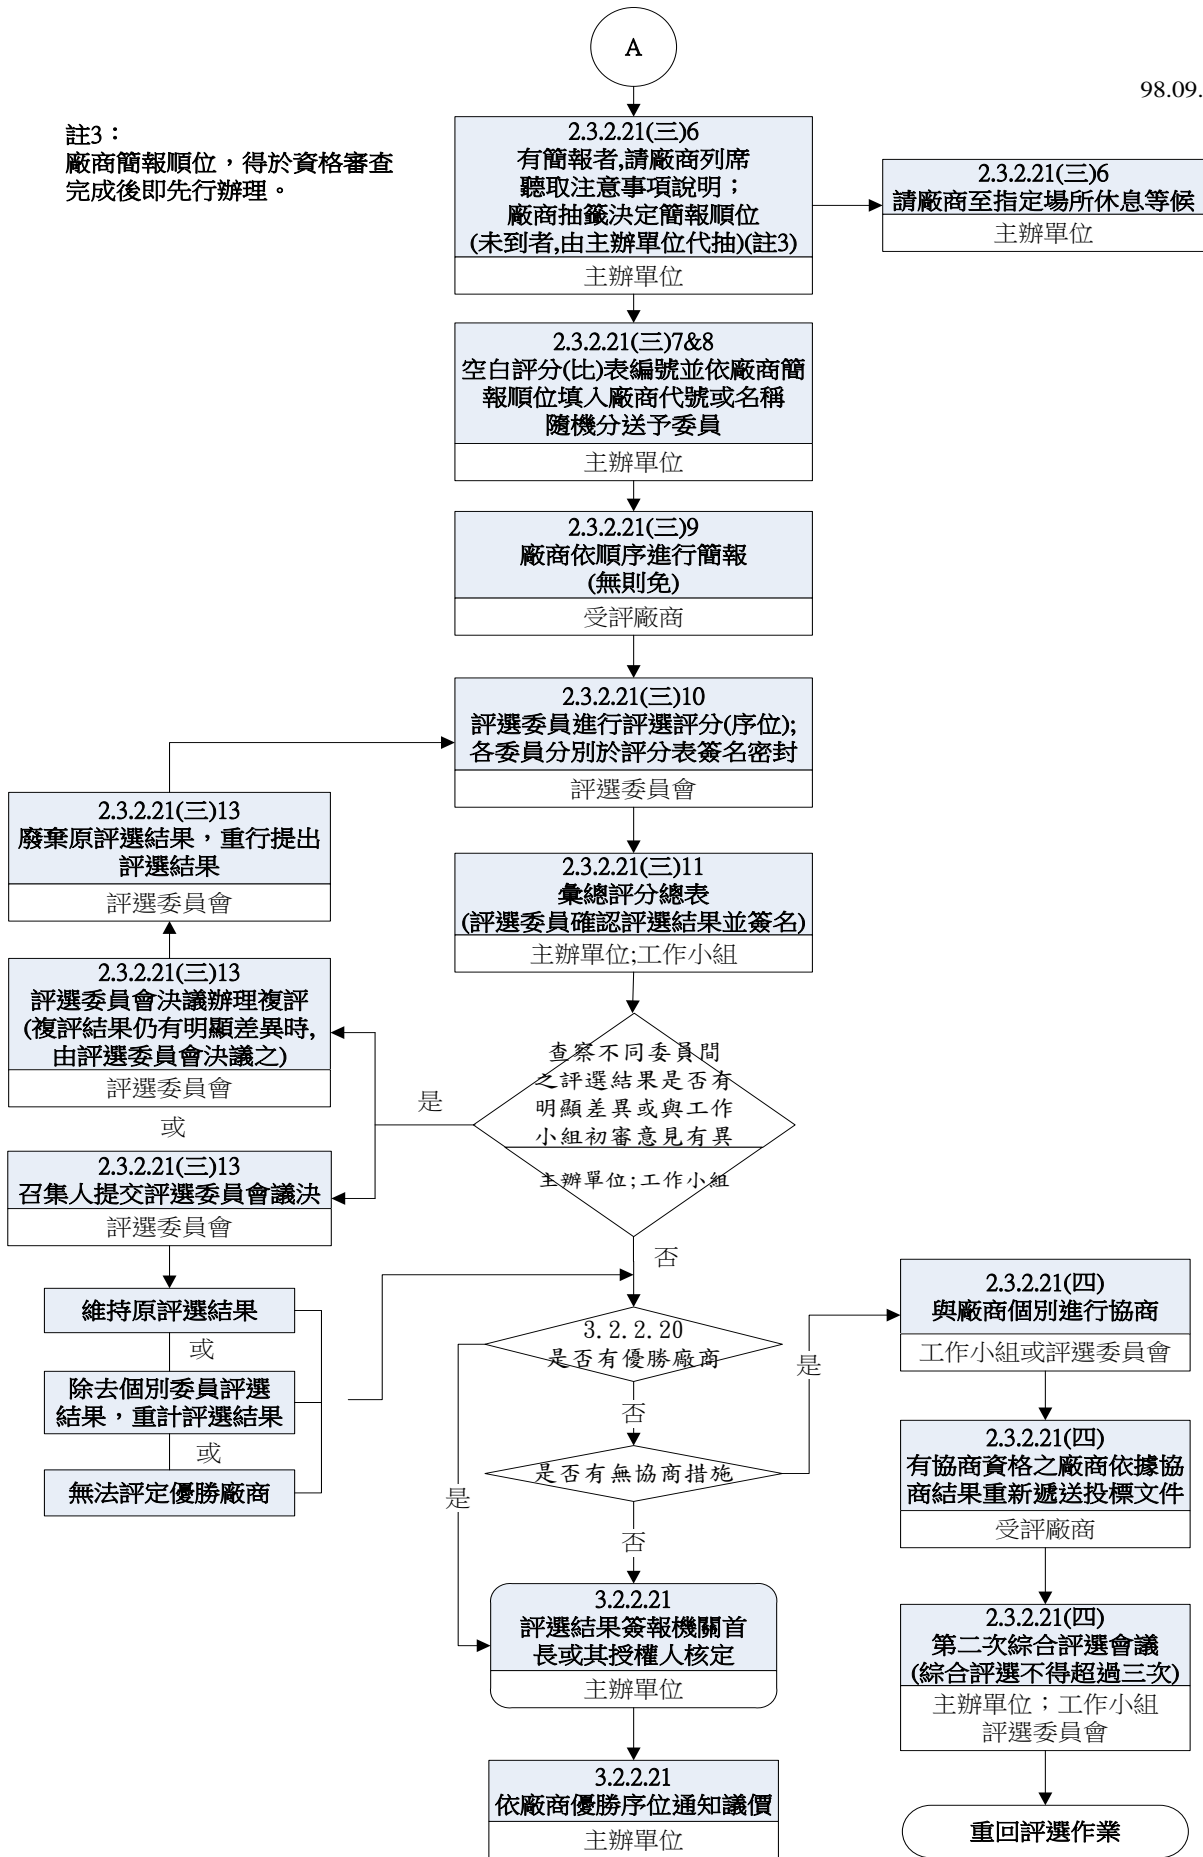 A
98.09.
註3：
廠商簡報順位，得於資格審查
完成後即先行辦理。
2.3.2.21(三)6
有簡報者,請廠商列席
聽取注意事項說明；
廠商抽籤決定簡報順位
(未到者,由主辦單位代抽)(註3)
主辦單位
2.3.2.21(三)6
請廠商至指定場所休息等候
主辦單位
2.3.2.21(三)7&8
空白評分(比)表編號並依廠商簡
報順位填入廠商代號或名稱
隨機分送予委員
主辦單位
2.3.2.21(三)9
廠商依順序進行簡報
(無則免)
受評廠商
2.3.2.21(三)10
評選委員進行評選評分(序位);
各委員分別於評分表簽名密封
評選委員會
2.3.2.21(三)13
廢棄原評選結果，重行提出
評選結果
評選委員會
2.3.2.21(三)11
彙總評分總表
(評選委員確認評選結果並簽名)
主辦單位;工作小組
2.3.2.21(三)13
評選委員會決議辦理複評
(複評結果仍有明顯差異時,
由評選委員會決議之)
評選委員會
或
2.3.2.21(三)13
召集人提交評選委員會議決
評選委員會
是
查察不同委員間
之評選結果是否有
明顯差異或與工作
小組初審意見有異
主辦單位;工作小組
否
維持原評選結果
或
除去個別委員評選
結果，重計評選結果
或
無法評定優勝廠商
3.2.2.20
是否有優勝廠商
否
是
是否有無協商措施
是
否
2.3.2.21(四)
與廠商個別進行協商
工作小組或評選委員會
2.3.2.21(四)
有協商資格之廠商依據協
商結果重新遞送投標文件
受評廠商
2.3.2.21(四)
第二次綜合評選會議
(綜合評選不得超過三次)
主辦單位；工作小組
評選委員會
重回評選作業
3.2.2.21
評選結果簽報機關首
長或其授權人核定
主辦單位
3.2.2.21
依廠商優勝序位通知議價
主辦單位